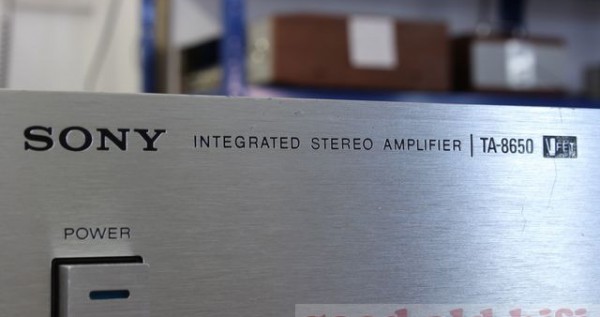 SONY INTEGRATED STEREO AMPLIFIER | TA-8650 V FET
POWER